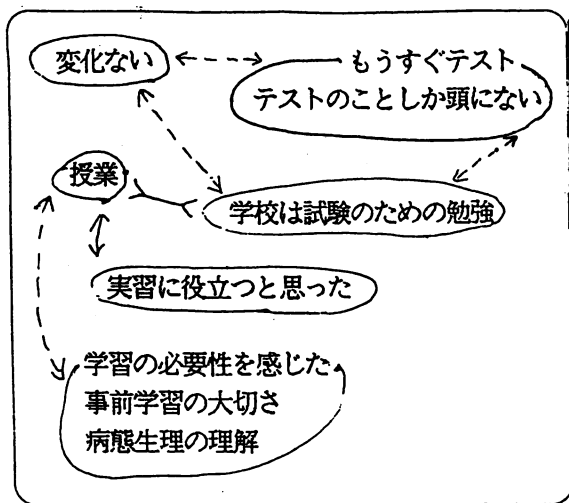 変化ない
もうすぐテスト
テストのことしか頭にない
授業
学校は試験のための勉強
実習に役立つと思った
学習の必要性を感じた
事前学習の大切さ
病態生理の理解